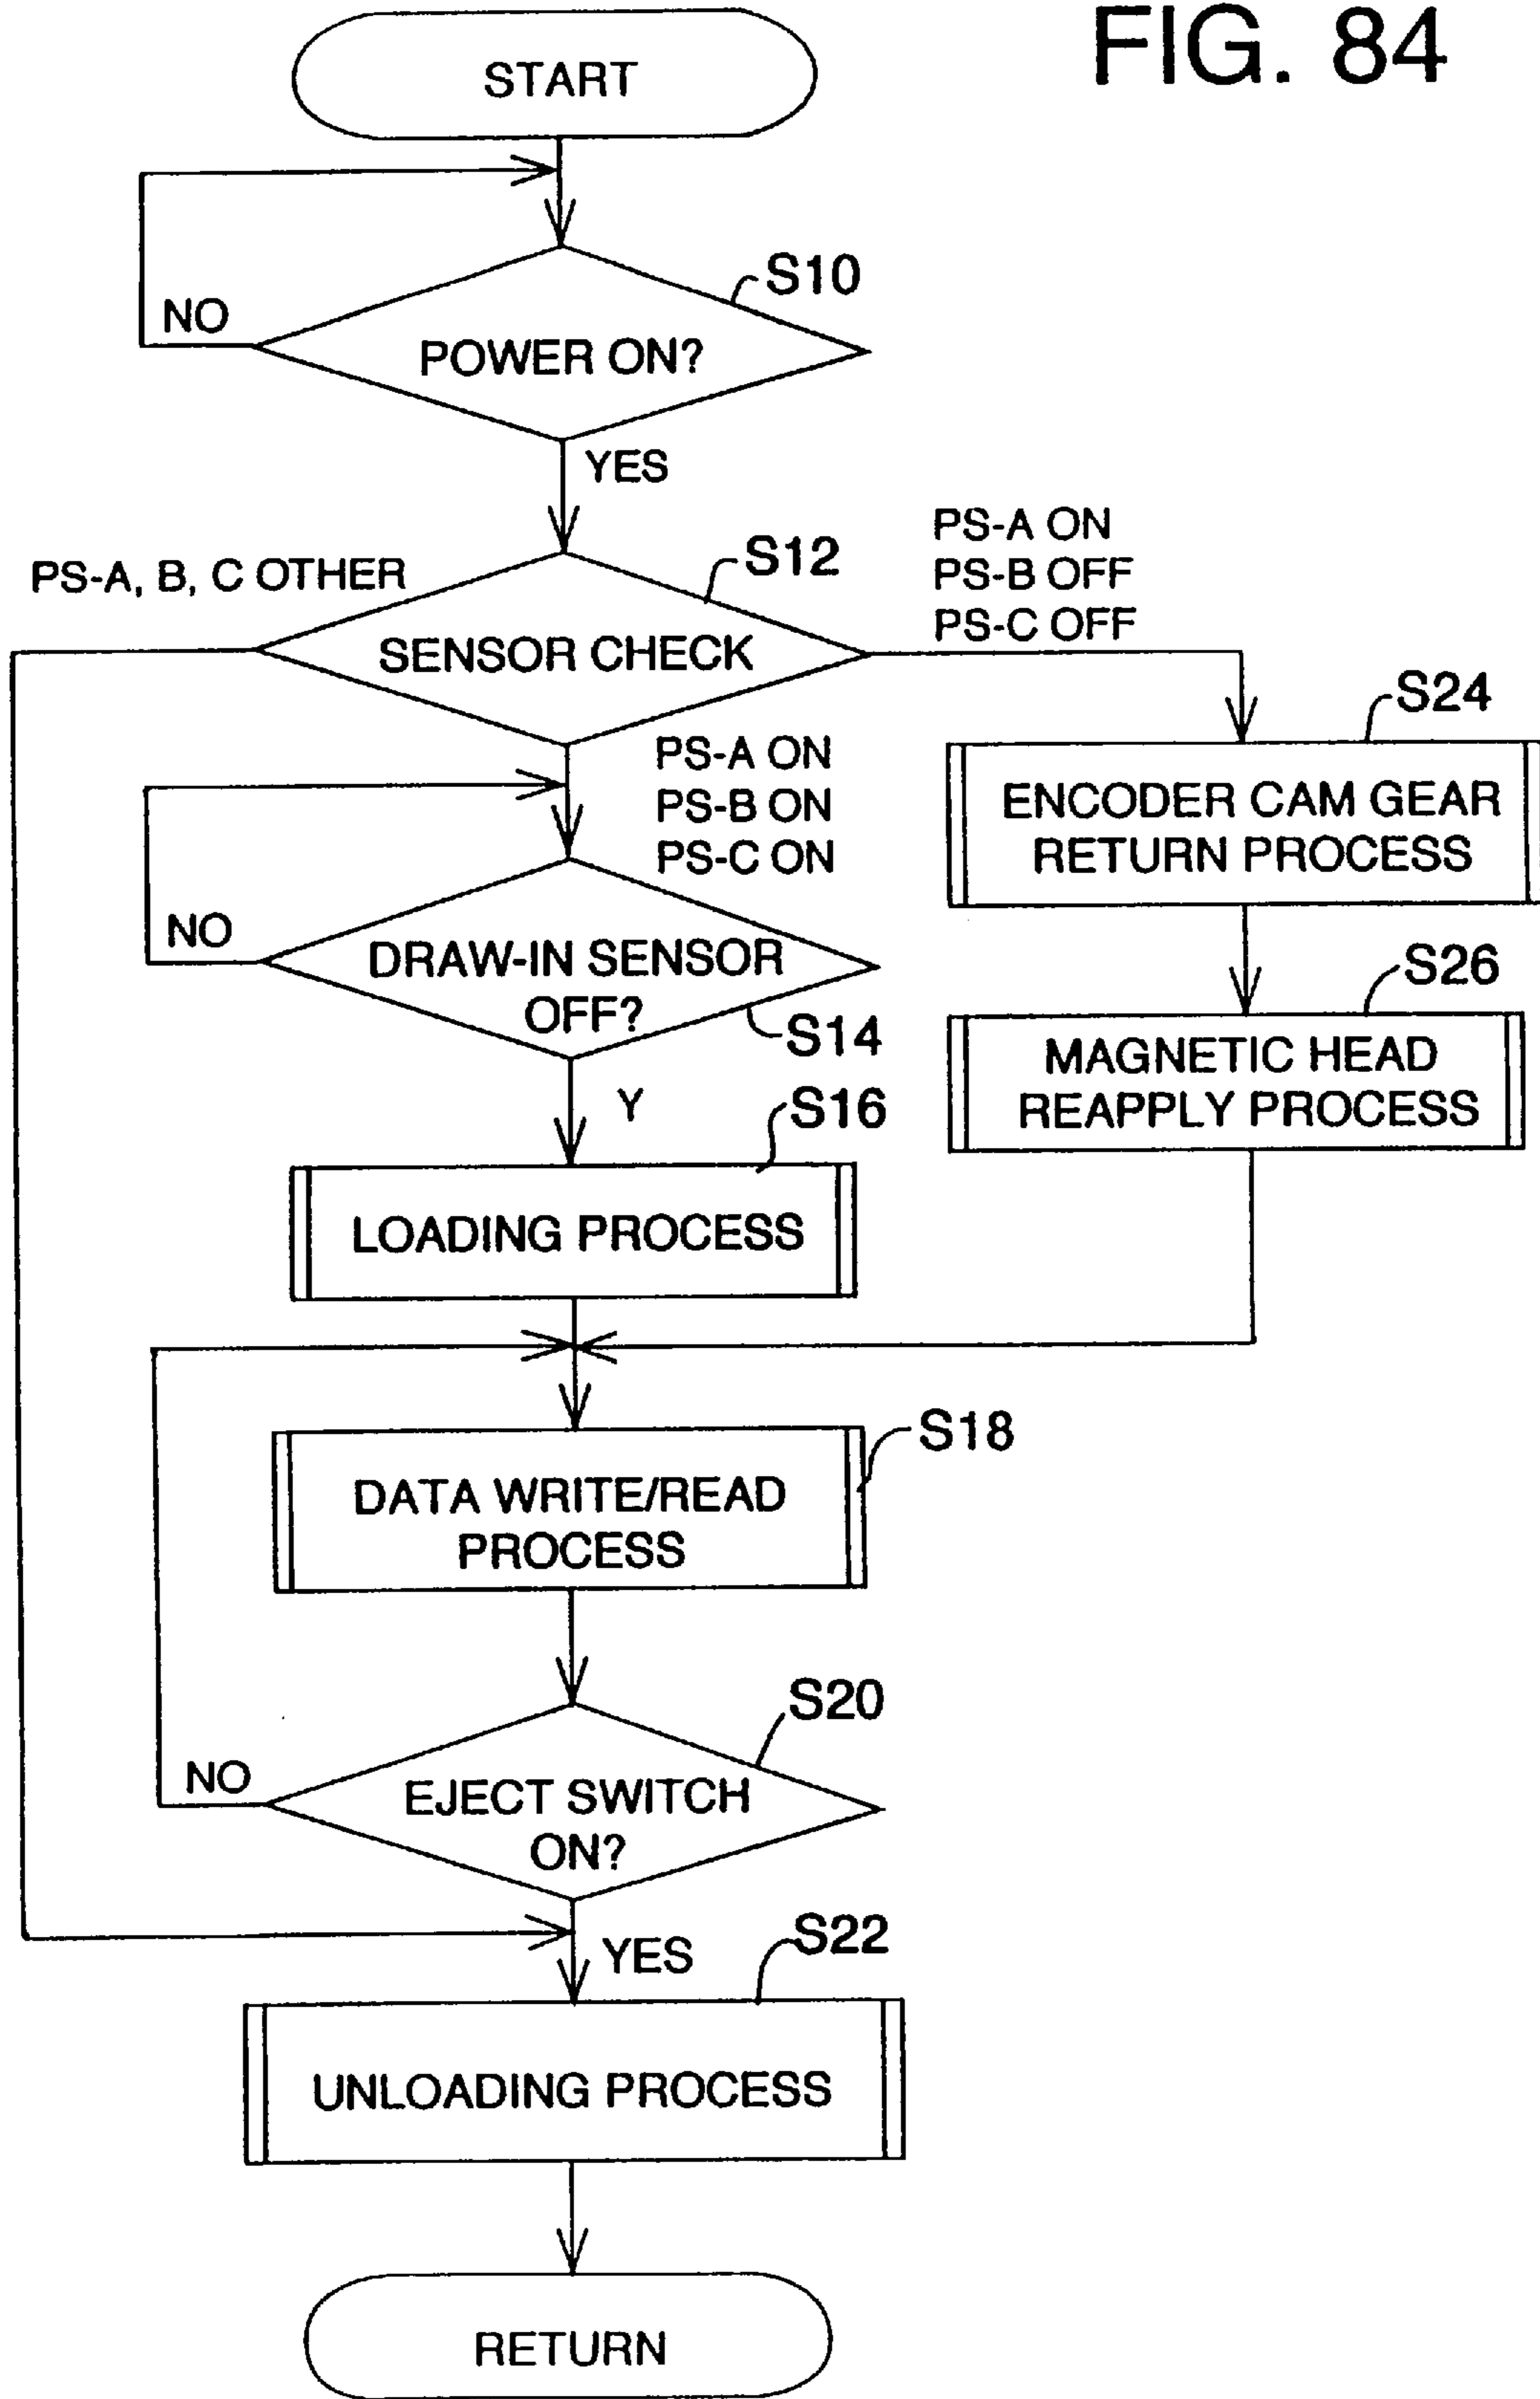 FIG. 84
START
S10
NO
POWER ON?
YES
PS-A, B, C OTHER
S12
PS-A ON
PS-B OFF
PS-C OFF
SENSOR CHECK
S24
PS-A ON
PS-B ON
PS-C ON
ENCODER CAM GEAR
RETURN PROCESS
NO
DRAW-IN SENSOR
OFF?
S14
S26
MAGNETIC HEAD
REAPPLY PROCESS
Y
S16
LOADING PROCESS
S18
DATA WRITE/READ
PROCESS
S20
NO
EJECT SWITCH
ON?
YES
S22
UNLOADING PROCESS
RETURN